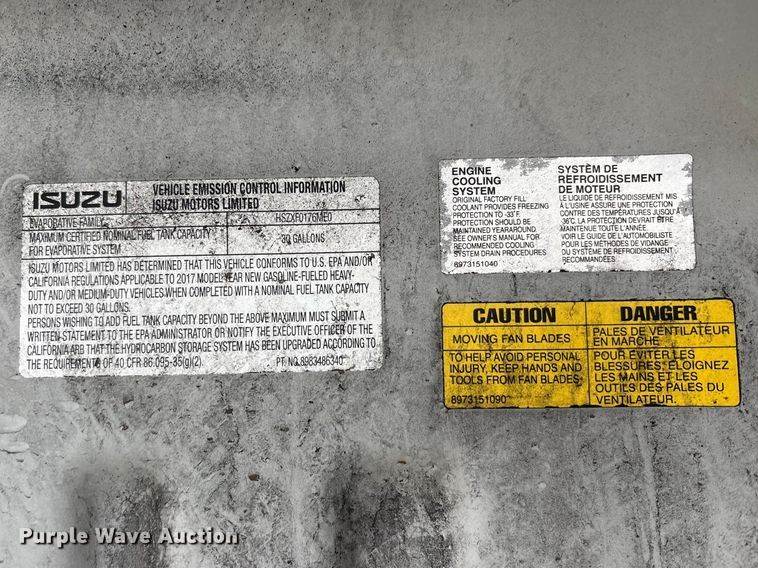 ISUZU
VEHICLE EMISSION CONTROL INFORMATION
ISUZU MOTORS LIMITED
EVAPORATIVE FAMILY
HSZXF0176ME0
MAXIMUM CERTIFIED NOMINAL FUEL TANK CAPACITY
FOR EVAPORATIVE SYSTEM
30 GALLONS
ISUZU MOTORS LIMITED HAS DETERMINED THAT THIS VEHICLE CONFORMS TO U.S. EPA AND/OR
CALIFORNIA REGULATIONS APPLICABLE TO 2017 MODEL YEAR NEW GASOLINE-FUELED HEAVY-
DUTY AND/OR MEDIUM-DUTY VEHICLES WHEN COMPLETED WITH A NOMINAL FUEL TANK CAPACITY
NOT TO EXCEED 30 GALLONS.
PERSONS WISHING TO ADD FUEL TANK CAPACITY BEYOND THE ABOVE MAXIMUM MUST SUBMIT A
WRITTEN STATEMENT TO THE EPA ADMINISTRATOR OR NOTIFY THE EXECUTIVE OFFICER OF THE
CALIFORNIA ARB THAT THE HYDROCARBON STORAGE SYSTEM HAS BEEN UPGRADED ACCORDING TO
THE REQUIREMENTS OF 40 CFR 86.095-35(g)(2).
PT. NO. 8983486340
ENGINE
COOLING
SYSTEM
ORIGINAL FACTORY FILL
COOLANT PROVIDES FREEZING
PROTECTION TO -33°F
PROTECTION SHOULD BE
MAINTAINED YEAROUND
SEE OWNER'S MANUAL FOR
RECOMMENDED COOLING
SYSTEM DRAIN PROCEDURES
8973151040
SYSTÈM DE
REFROIDISSEMENT
DE MOTEUR
LE LIQUIDE DE REFROIDISSEMENT MIS
À L'USINE ASSURE UNE PROTECTION
CONTRE DES TEMPÉRATURES JUSQU'À
-36°C LA PROTECTION DEVRAIT ÊTRE
MAINTENUE TOUTE L'ANNÉE
VOIR LE GUIDE DE L'AUTOMOBILISTE
POUR LES MÉTHODES DE VIDANGE
DU SYSTÈME DE REFROIDISSEMENT
RECOMMANDÉES
CAUTION
MOVING FAN BLADES
TO HELP AVOID PERSONAL
INJURY, KEEP HANDS AND
TOOLS FROM FAN BLADES
8973151090
DANGER
PALES DE VENTILATEUR
EN MARCHE
POUR ÉVITER LES
BLESSURES, ÉLOIGNEZ
LES MAINS ET LES
OUTILS DES PALES DU
VENTILATEUR.
Purple Wave Auction